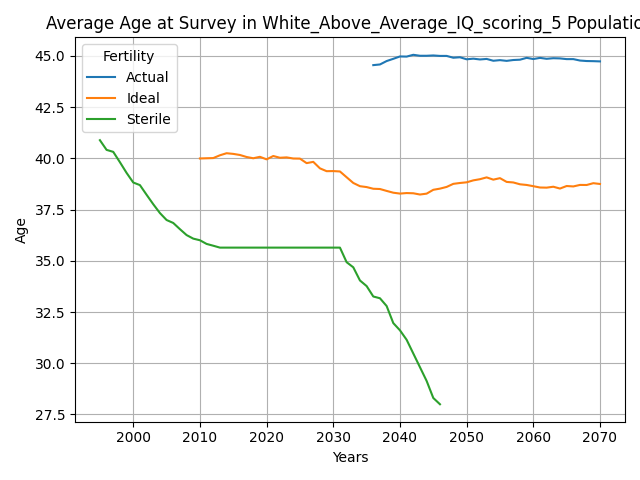 Average Age at Survey in White_Above_Average_IQ_scoring_5 Populatio
Fertility
Actual
Ideal
Sterile
Age
45.0
42.5
40.0
37.5
35.0
32.5
30.0
27.5
2000 2010 2020 2030 2040 2050 2060 2070
Years